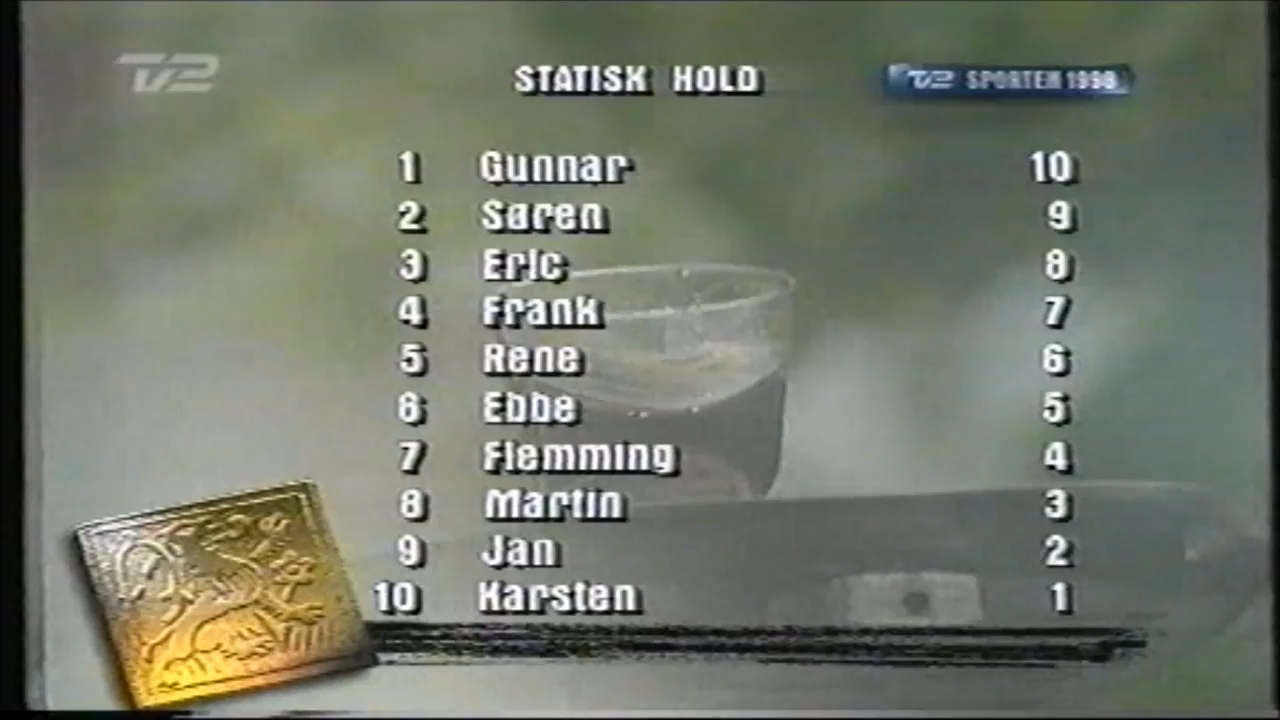 TV2
STATISK HOLD
TV2 SPORTEN 1998
1 Gunnar 10
2 Søren 9
3 Eric 8
4 Frank 7
5 Rene 6
6 Ebbe 5
7 Flemming 4
8 Martin 3
9 Jan 2
10 Karsten 1